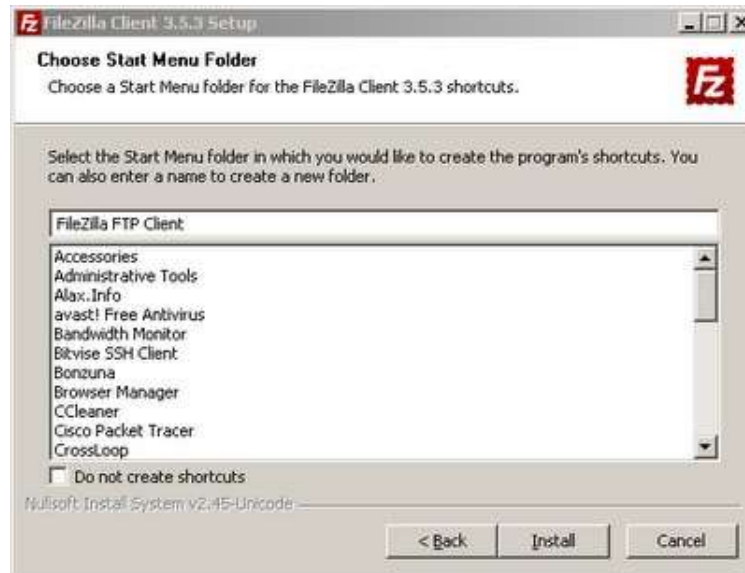 Fz FileZilla Client 3.5.3 Setup
Choose Start Menu Folder
Choose a Start Menu folder for the FileZilla Client 3.5.3 shortcuts.
Fz
Select the Start Menu folder in which you would like to create the program's shortcuts. You
can also enter a name to create a new folder.
FileZilla FTP Client
Accessories
Administrative Tools
Alax.Info
avast! Free Antivirus
Bandwidth Monitor
Bitvise SSH Client
Bonzuna
Browser Manager
CCleaner
Cisco Packet Tracer
CrossLoop
Do not create shortcuts
Nullsoft Install System v2.45-Unicode
< Back Install Cancel